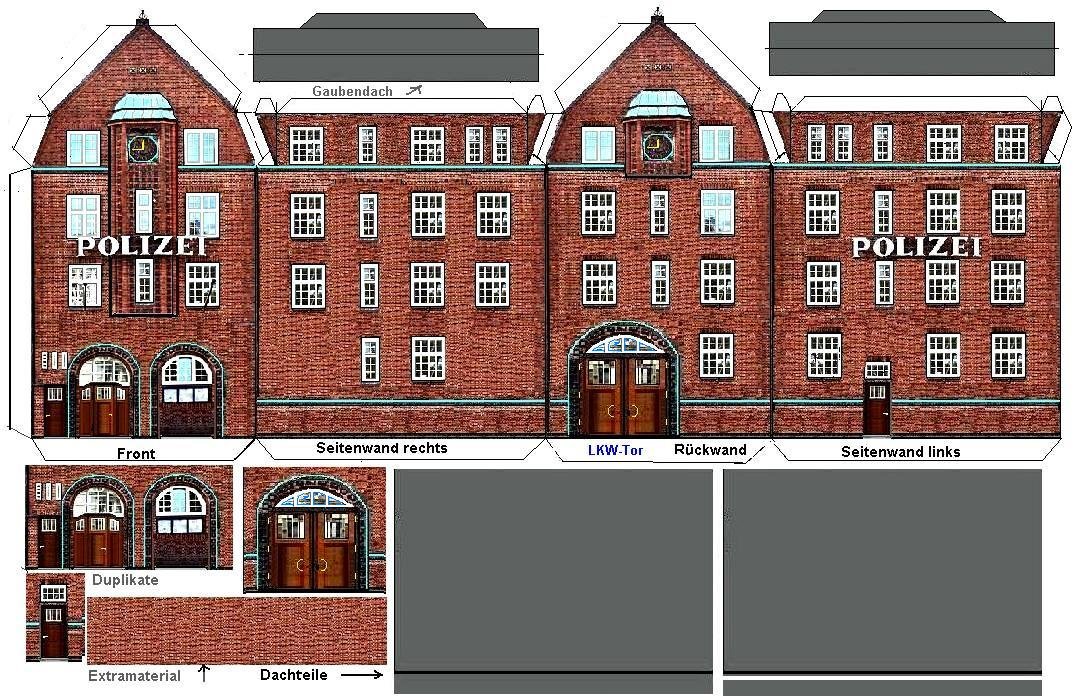 Gaubendach
POLIZEI
POLIZEI
Front
Seitenwand rechts
LKW-Tor
Rückwand
Seitenwand links
Duplikate
Extramaterial
Dachteile